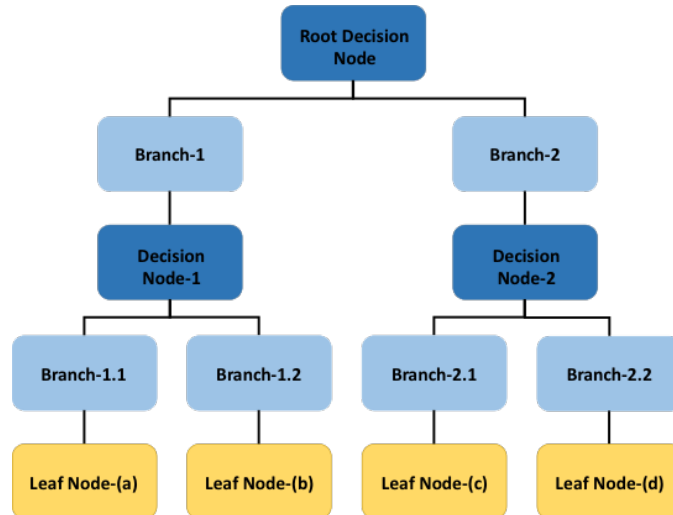 Root Decision
Node
Branch-1
Branch-2
Decision
Node-1
Decision
Node-2
Branch-1.1
Branch-1.2
Branch-2.1
Branch-2.2
Leaf Node-(a)
Leaf Node-(b)
Leaf Node-(c)
Leaf Node-(d)